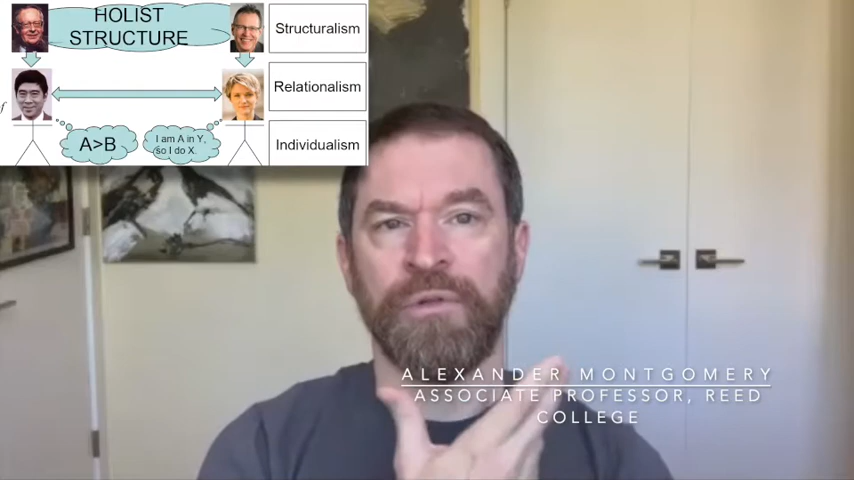 HOLIST
STRUCTURE
Structuralism
f
Relationalism
A>B
I am A in Y,
so I do X.
Individualism
ALEXANDER MONTGOMERY
ASSOCIATE PROFESSOR, REED
COLLEGE